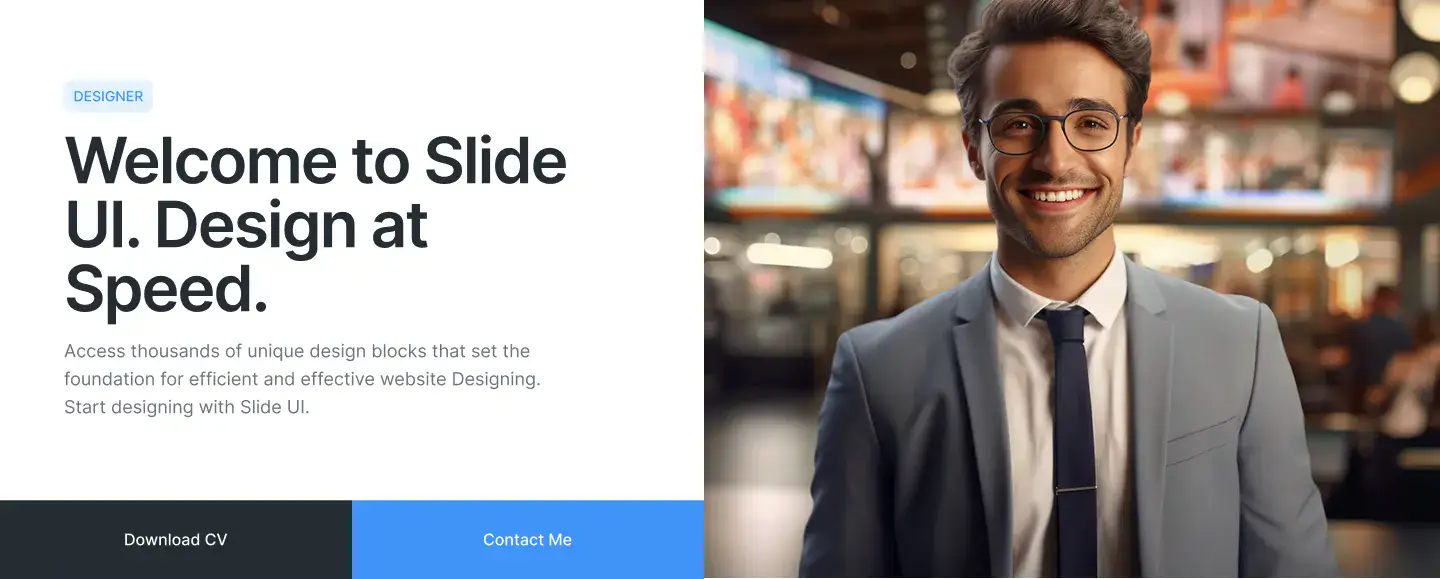 DESIGNER
Welcome to Slide
UI. Design at
Speed.
Access thousands of unique design blocks that set the
foundation for efficient and effective website Designing.
Start designing with Slide UI.
Download CV
Contact Me